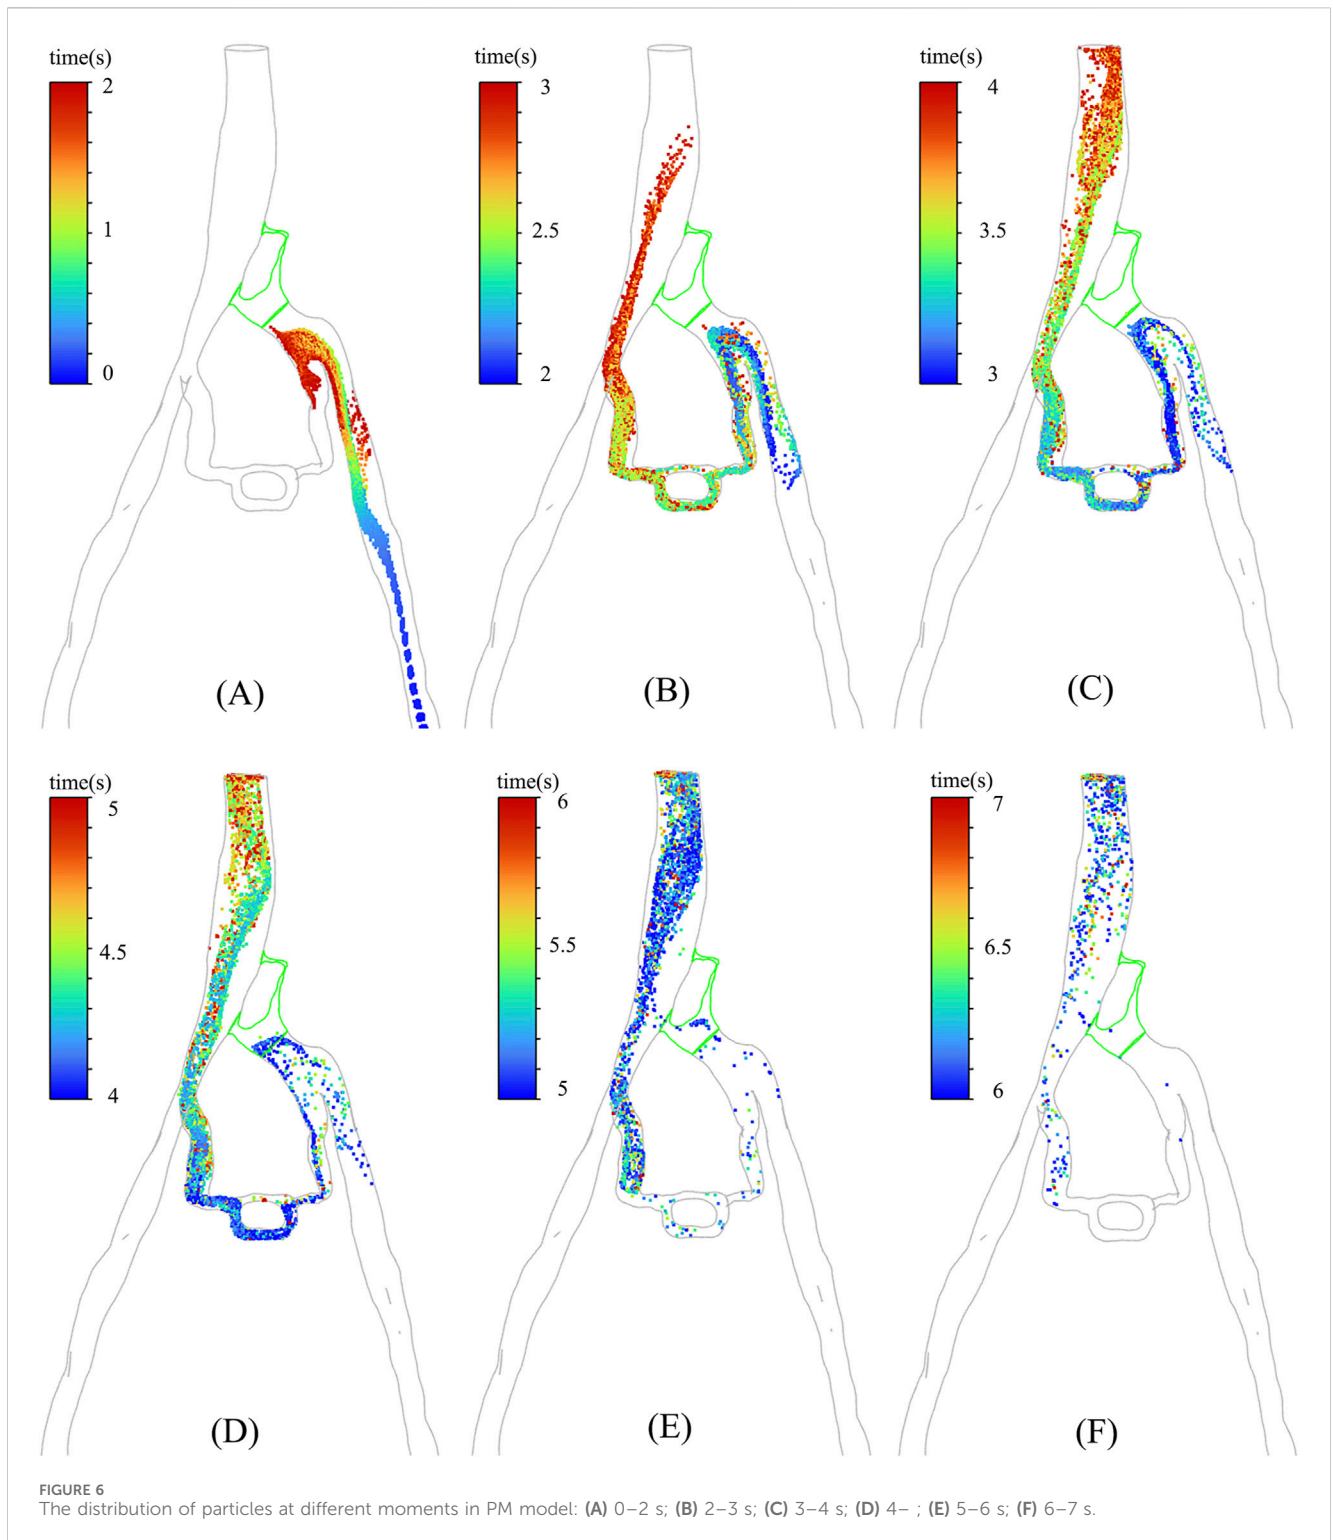 time(s)
2
1
0
(A)
time(s)
3
2.5
2
(B)
time(s)
4
3.5
3
(C)
time(s)
5
4.5
4
(D)
time(s)
6
5.5
5
(E)
time(s)
7
6.5
6
(F)
FIGURE 6
The distribution of particles at different moments in PM model: (A) 0–2 s; (B) 2–3 s; (C) 3–4 s; (D) 4– ; (E) 5–6 s; (F) 6–7 s.